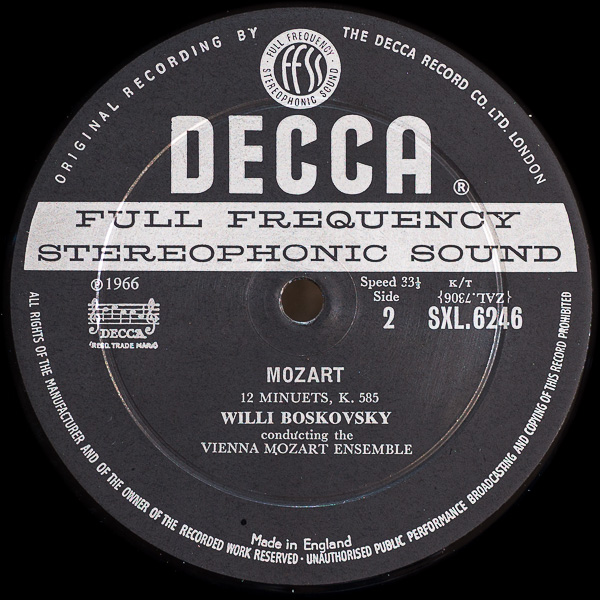 ORIGINAL RECORDING BY THE DECCA RECORD CO. LTD. LONDON
FULL FREQUENCY
ffss
STEREOPHONIC SOUND
DECCA
®
FULL FREQUENCY
STEREOPHONIC SOUND
℗1966
DECCA
REGD. TRADE MARK
Speed 33⅓
Side
2
K/T
{ZAL.7306}
SXL.6246
MOZART
12 MINUETS, K. 585
WILLI BOSKOVSKY
conducting the
VIENNA MOZART ENSEMBLE
Made in England
ALL RIGHTS OF THE MANUFACTURER AND OF THE OWNER OF THE RECORDED WORK RESERVED · UNAUTHORISED PUBLIC PERFORMANCE BROADCASTING AND COPYING OF THIS RECORD PROHIBITED